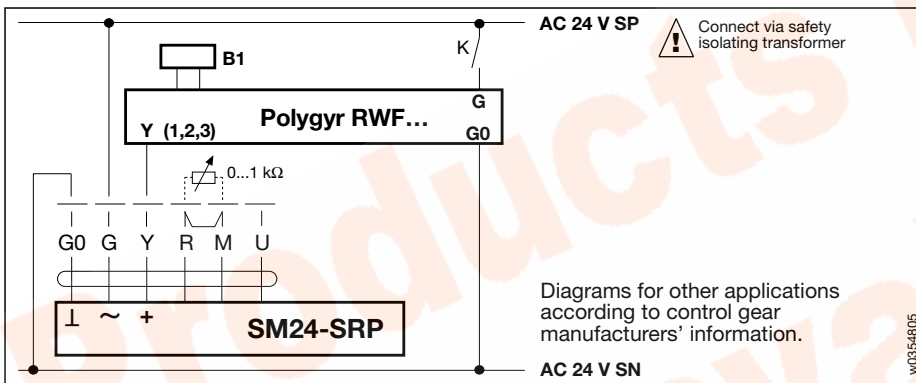 AC 24 V SP
Connect via safety
isolating transformer
K
B1
G
Polygyr RWF...
Y (1,2,3)
G0
0...1 kΩ
G0 G Y R M U
⊥ ~ +
SM24-SRP
Diagrams for other applications
according to control gear
manufacturers' information.
AC 24 V SN
w0354805
Products